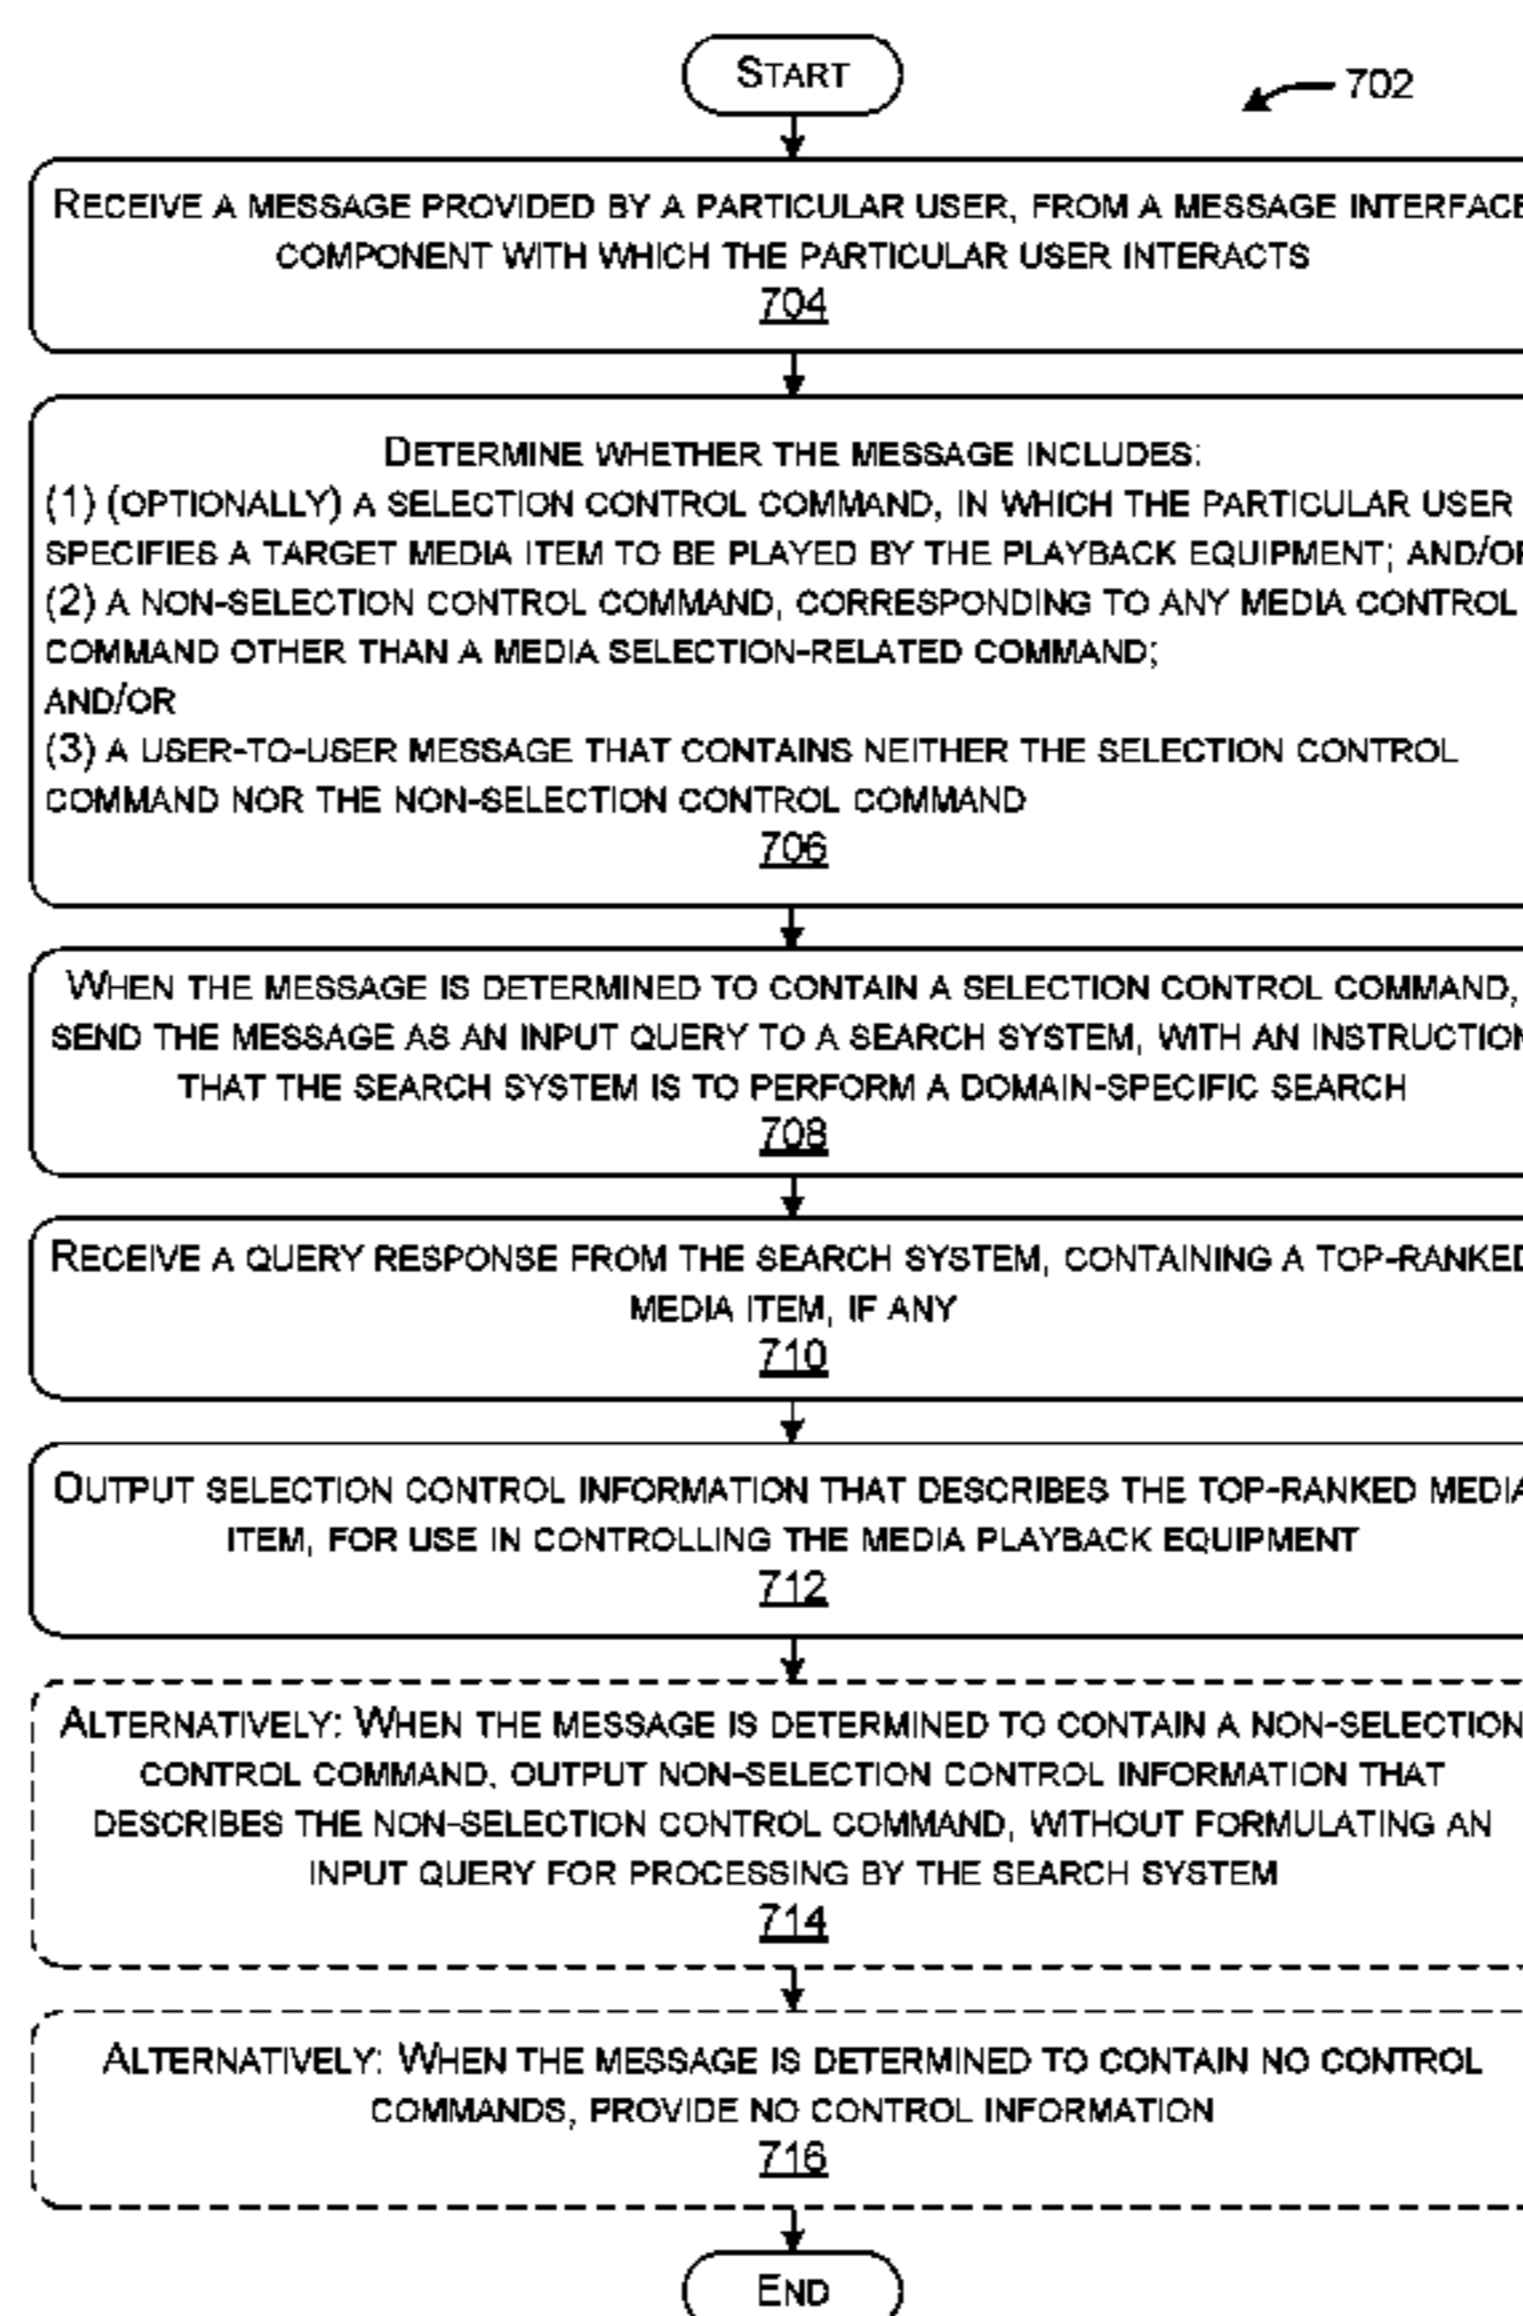 START
702
RECEIVE A MESSAGE PROVIDED BY A PARTICULAR USER, FROM A MESSAGE INTERFACE
COMPONENT WITH WHICH THE PARTICULAR USER INTERACTS
704
DETERMINE WHETHER THE MESSAGE INCLUDES:
(1) (OPTIONALLY) A SELECTION CONTROL COMMAND, IN WHICH THE PARTICULAR USER
SPECIFIES A TARGET MEDIA ITEM TO BE PLAYED BY THE PLAYBACK EQUIPMENT; AND/OR
(2) A NON-SELECTION CONTROL COMMAND, CORRESPONDING TO ANY MEDIA CONTROL
COMMAND OTHER THAN A MEDIA SELECTION-RELATED COMMAND;
AND/OR
(3) A USER-TO-USER MESSAGE THAT CONTAINS NEITHER THE SELECTION CONTROL
COMMAND NOR THE NON-SELECTION CONTROL COMMAND
706
WHEN THE MESSAGE IS DETERMINED TO CONTAIN A SELECTION CONTROL COMMAND,
SEND THE MESSAGE AS AN INPUT QUERY TO A SEARCH SYSTEM, WITH AN INSTRUCTION
THAT THE SEARCH SYSTEM IS TO PERFORM A DOMAIN-SPECIFIC SEARCH
708
RECEIVE A QUERY RESPONSE FROM THE SEARCH SYSTEM, CONTAINING A TOP-RANKED
MEDIA ITEM, IF ANY
710
OUTPUT SELECTION CONTROL INFORMATION THAT DESCRIBES THE TOP-RANKED MEDIA
ITEM, FOR USE IN CONTROLLING THE MEDIA PLAYBACK EQUIPMENT
712
ALTERNATIVELY: WHEN THE MESSAGE IS DETERMINED TO CONTAIN A NON-SELECTION
CONTROL COMMAND, OUTPUT NON-SELECTION CONTROL INFORMATION THAT
DESCRIBES THE NON-SELECTION CONTROL COMMAND, WITHOUT FORMULATING AN
INPUT QUERY FOR PROCESSING BY THE SEARCH SYSTEM
714
ALTERNATIVELY: WHEN THE MESSAGE IS DETERMINED TO CONTAIN NO CONTROL
COMMANDS, PROVIDE NO CONTROL INFORMATION
716
END